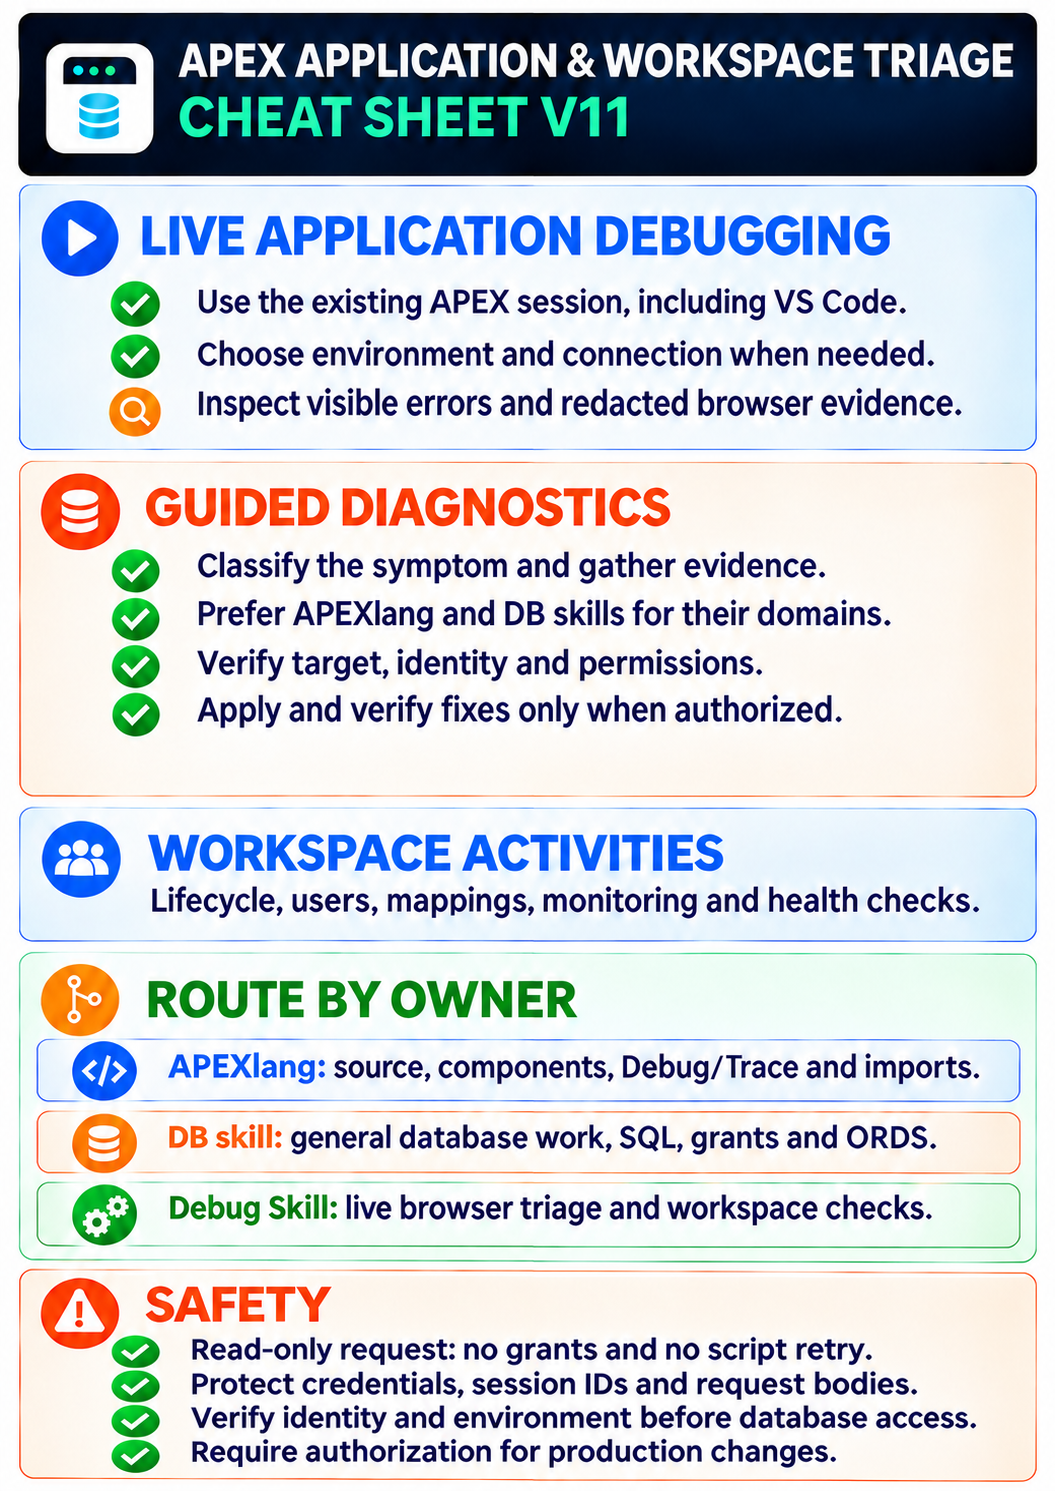 APEX APPLICATION & WORKSPACE TRIAGE
CHEAT SHEET V11
LIVE APPLICATION DEBUGGING
Use the existing APEX session, including VS Code.
Choose environment and connection when needed.
Inspect visible errors and redacted browser evidence.
GUIDED DIAGNOSTICS
Classify the symptom and gather evidence.
Prefer APEXlang and DB skills for their domains.
Verify target, identity and permissions.
Apply and verify fixes only when authorized.
WORKSPACE ACTIVITIES
Lifecycle, users, mappings, monitoring and health checks.
ROUTE BY OWNER
APEXlang: source, components, Debug/Trace and imports.
DB skill: general database work, SQL, grants and ORDS.
Debug Skill: live browser triage and workspace checks.
SAFETY
Read-only request: no grants and no script retry.
Protect credentials, session IDs and request bodies.
Verify identity and environment before database access.
Require authorization for production changes.